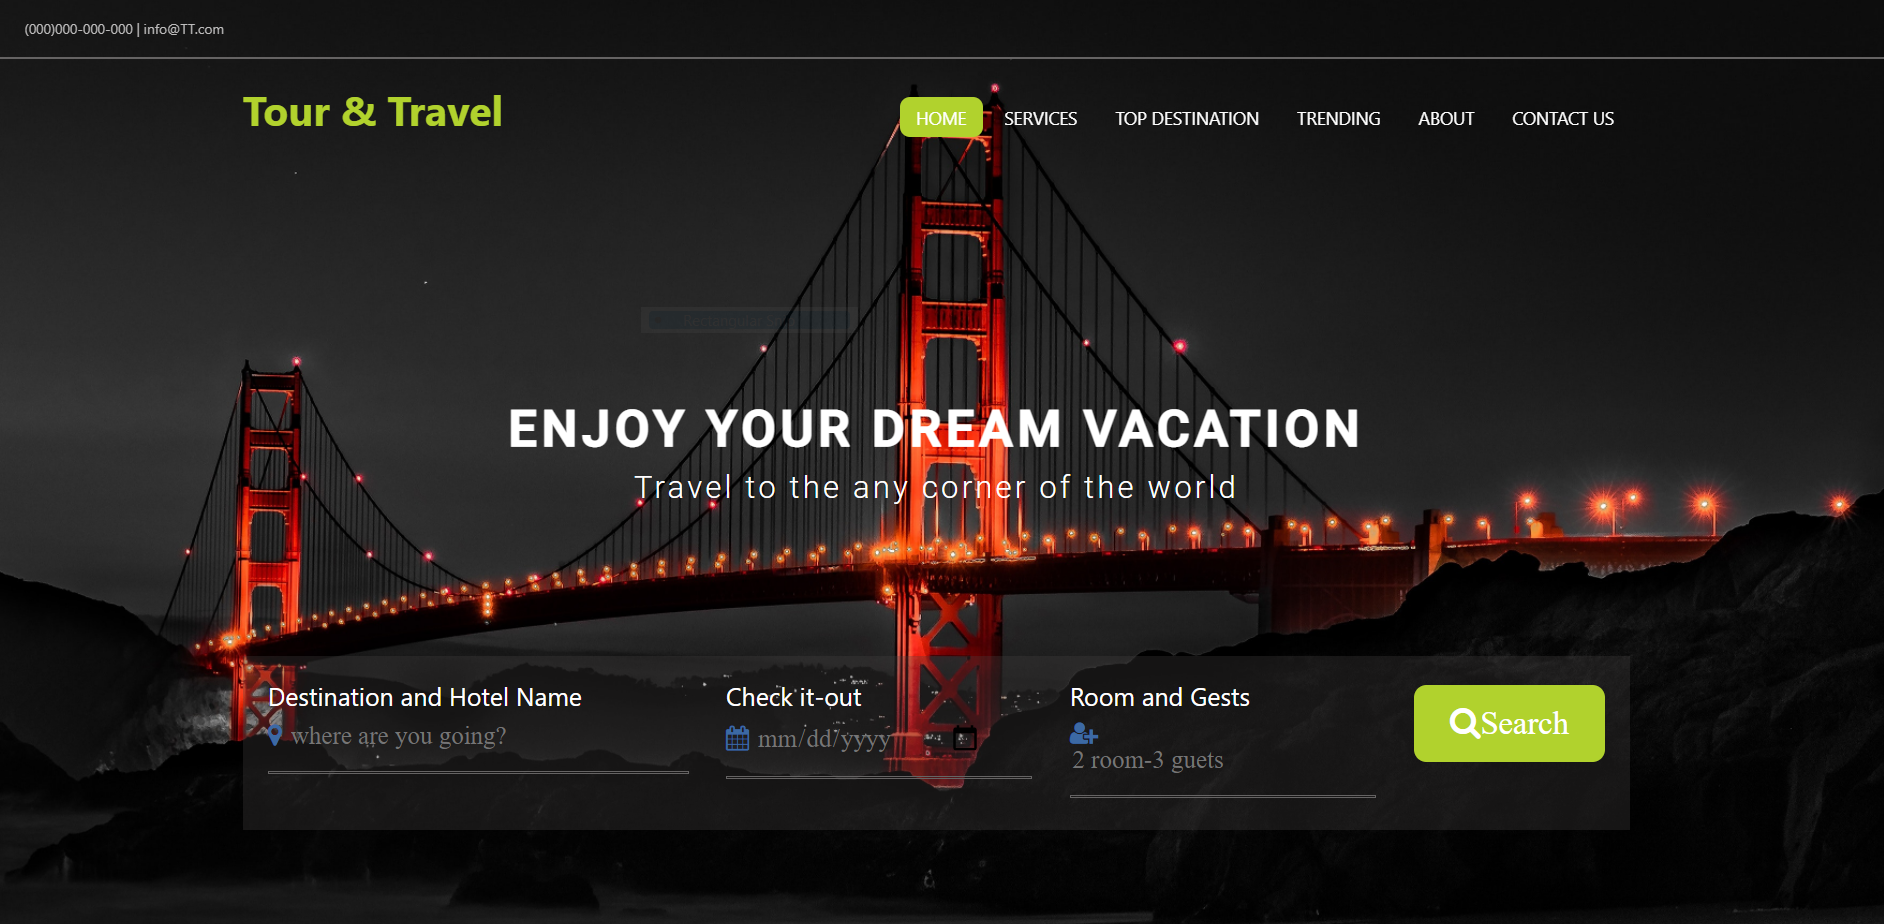 (000)000-000-000 | info@TT.com
Tour & Travel
HOME SERVICES TOP DESTINATION TRENDING ABOUT CONTACT US
Rectangular
ENJOY YOUR DREAM VACATION
Travel to the any corner of the world
Destination and Hotel Name
where are you going?
Check it-out
mm/dd/yyyy
Room and Gests
2 room-3 guets
Search